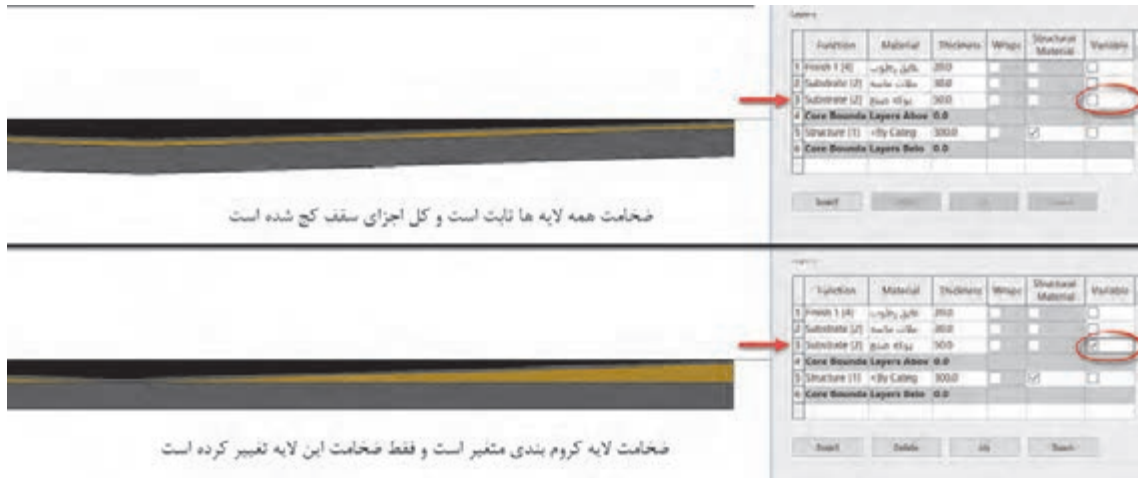 Layers
Function Material Thickness Wraps Structural Material Variable
1 Finish 1 [4] عایق رطوبت 20.0
2 Substrate [2] ملات ماسه 30.0
3 Substrate [2] پوکه صنع 50.0
4 Core Bounda Layers Abov 0.0
5 Structure [1] <By Categ 300.0
6 Core Bounda Layers Belo 0.0
Insert
ضخامت همه لایه ها ثابت است و کل اجزای سقف کج شده است
Function Material Thickness Wraps Structural Material Variable
1 Finish 1 [4] عایق رطوبت 20.0
2 Substrate [2] ملات ماسه 30.0
3 Substrate [2] پوکه صنع 50.0
4 Core Bounda Layers Abov 0.0
5 Structure [1] <By Categ 300.0
6 Core Bounda Layers Belo 0.0
Insert Delete Up Down
ضخامت لایه کروم بندی متغیر است و فقط ضخامت این لایه تغییر کرده است